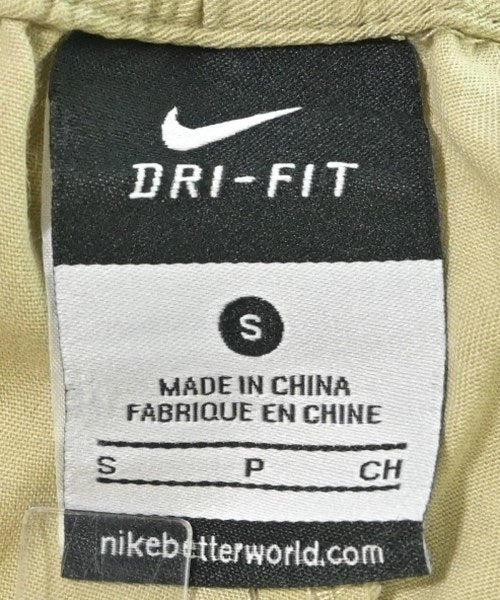 DRI-FIT
S
MADE IN CHINA
FABRIQUE EN CHINE
S P CH
nikebetterworld.com